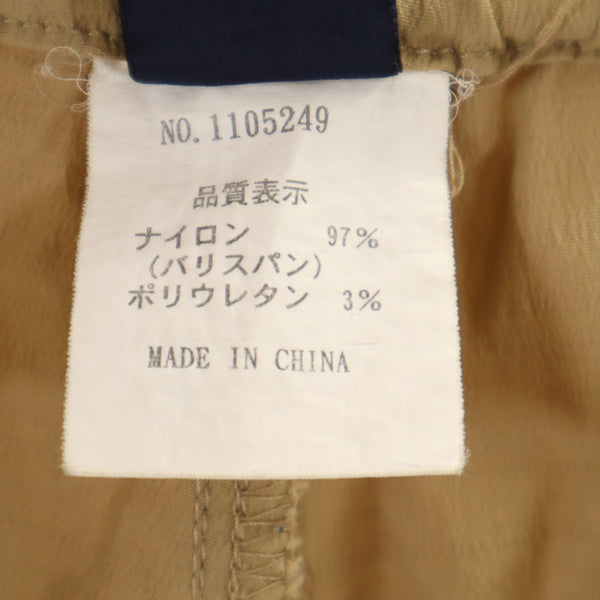 NO.1105249
品質表示
ナイロン 97%
(バリスパン)
ポリウレタン 3%
MADE IN CHINA